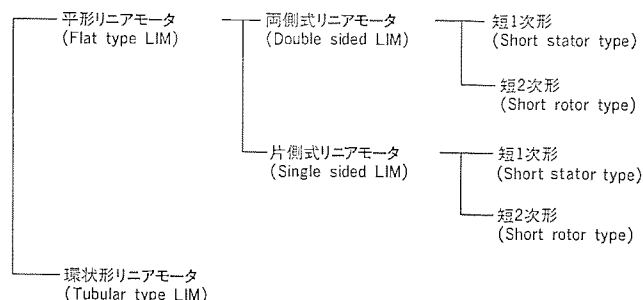 平形リニアモータ
(Flat type LIM)
両側式リニアモータ
(Double sided LIM)
短1次形
(Short stator type)
短2次形
(Short rotor type)
片側式リニアモータ
(Single sided LIM)
短1次形
(Short stator type)
短2次形
(Short rotor type)
環状形リニアモータ
(Tubular type LIM)